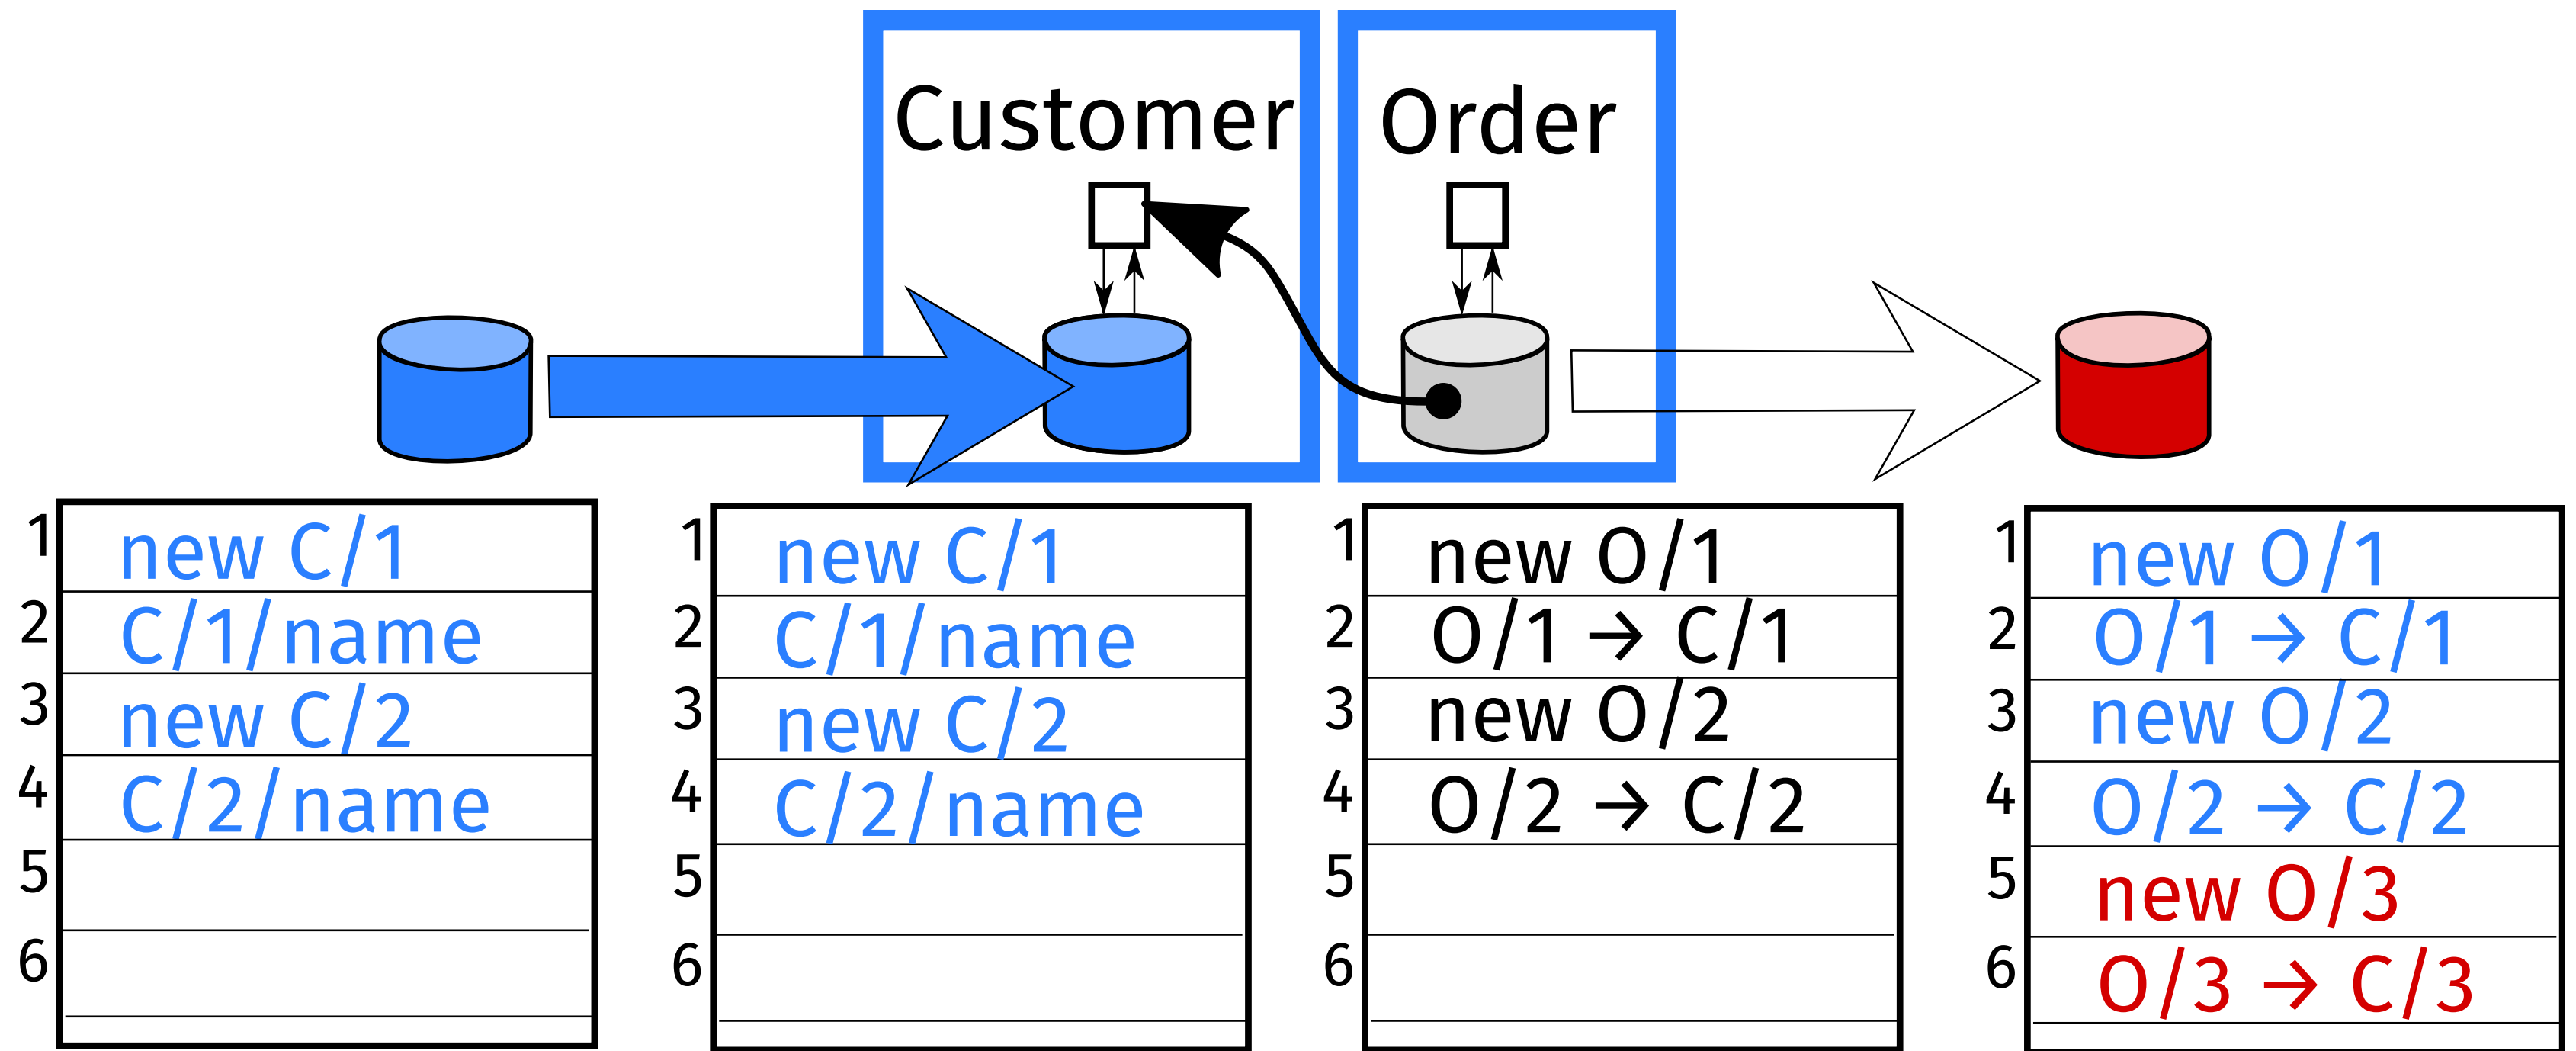 Customer
Order
1 new C/1
2 C/1/name
3 new C/2
4 C/2/name
5
6
1 new C/1
2 C/1/name
3 new C/2
4 C/2/name
5
6
1 new O/1
2 O/1 → C/1
3 new O/2
4 O/2 → C/2
5
6
1 new O/1
2 O/1 → C/1
3 new O/2
4 O/2 → C/2
5 new O/3
6 O/3 → C/3